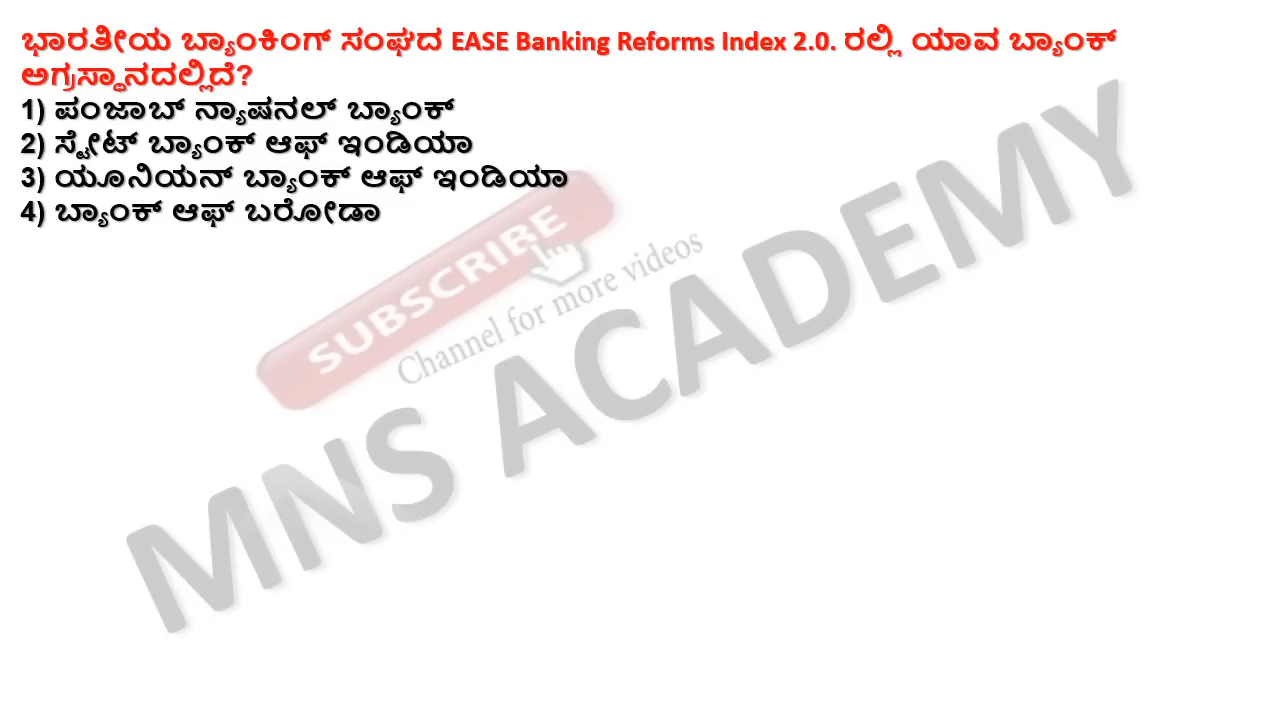 ಭಾರತೀಯ ಬ್ಯಾಂಕಿಂಗ್ ಸಂಘದ EASE Banking Reforms Index 2.0. ರಲ್ಲಿ ಯಾವ ಬ್ಯಾಂಕ್
ಅಗ್ರಸ್ಥಾನದಲ್ಲಿದೆ?
1) ಪಂಜಾಬ್ ನ್ಯಾಷನಲ್ ಬ್ಯಾಂಕ್
2) ಸ್ಟೇಟ್ ಬ್ಯಾಂಕ್ ಆಫ್ ಇಂಡಿಯಾ
3) ಯೂನಿಯನ್ ಬ್ಯಾಂಕ್ ಆಫ್ ಇಂಡಿಯಾ
4) ಬ್ಯಾಂಕ್ ಆಫ್ ಬರೋಡಾ
SUBSCRIBE
Channel for more videos
MNS ACADEMY